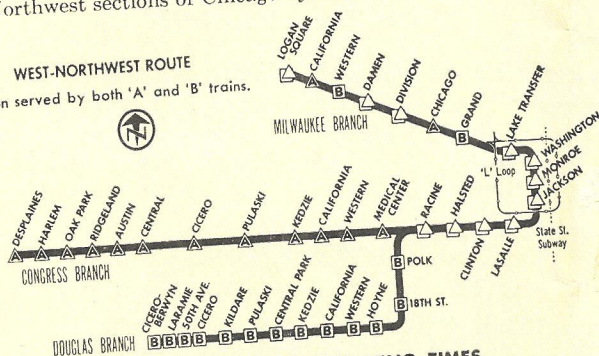 orthwest sections of Chicago
WEST-NORTHWEST ROUTE
on served by both 'A' and 'B' trains.
N
LOGAN SQUARE
CALIFORNIA
A
WESTERN
B
DAMEN
DIVISION
CHICAGO
A
GRAND
B
LAKE TRANSFER
MILWAUKEE BRANCH
WASHINGTON
MONROE
JACKSON
'L' Loop
State St. Subway
DESPLAINES
A
HARLEM
A
OAK PARK
A
RIDGELAND
A
AUSTIN
A
CENTRAL
A
CICERO
A
PULASKI
A
KEDZIE
A
CALIFORNIA
A
WESTERN
A
MEDICAL CENTER
A
RACINE
HALSTED
CLINTON
LASALLE
CONGRESS BRANCH
B POLK
B 18TH ST.
DOUGLAS BRANCH
CICERO-BERWYN
B
LARAMIE
B
50TH AVE.
B
CICERO
B
KILDARE
B
PULASKI
B
CENTRAL PARK
B
KEDZIE
B
CALIFORNIA
B
WESTERN
B
HOYNE
B
TIMES